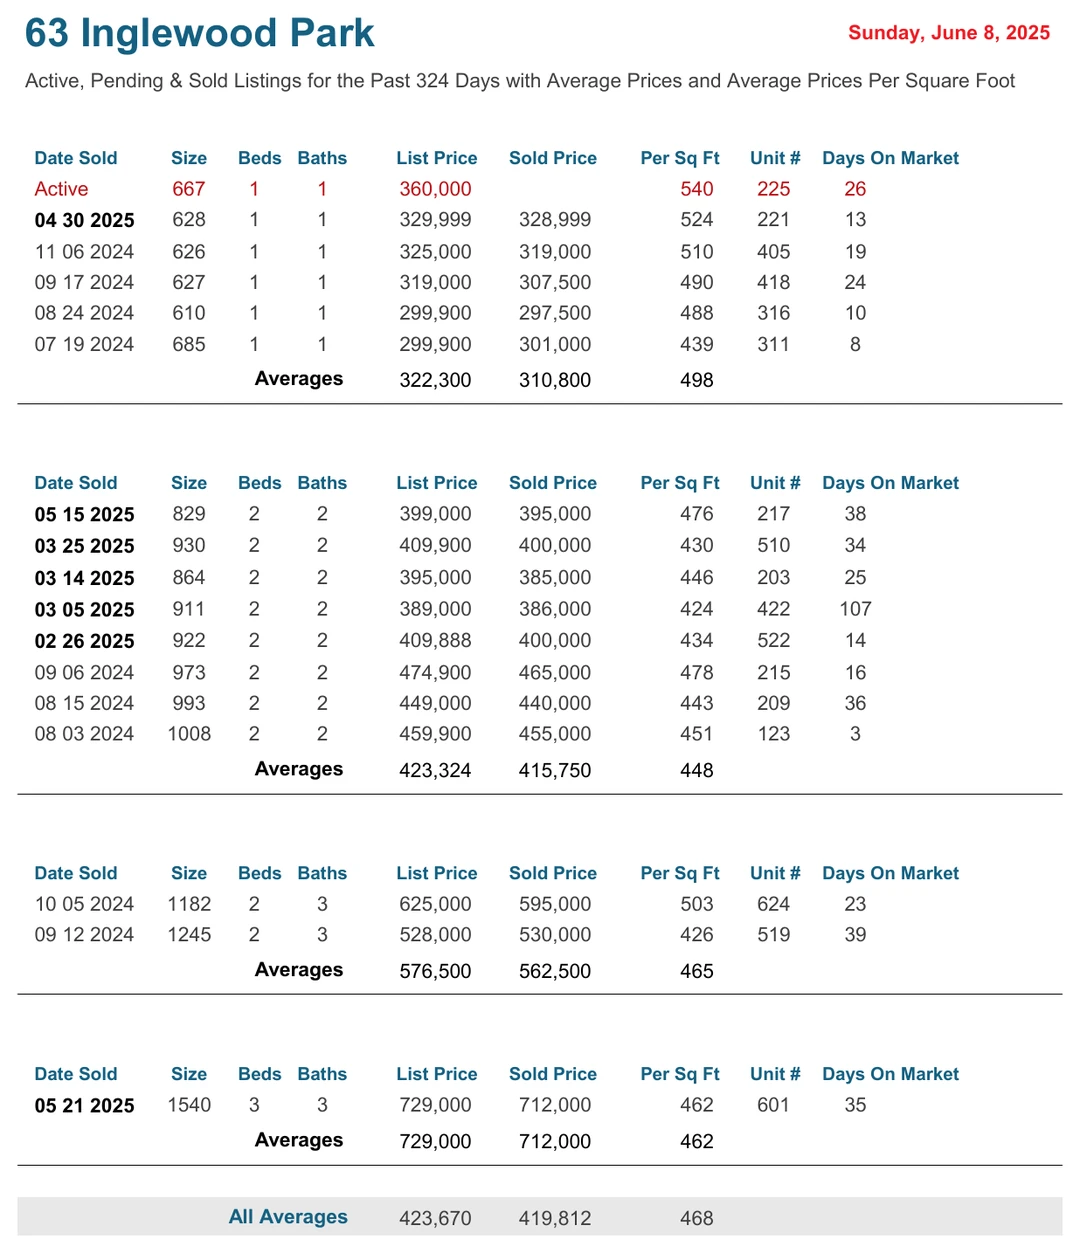 63 Inglewood Park
Sunday, June 8, 2025
Active, Pending & Sold Listings for the Past 324 Days with Average Prices and Average Prices Per Square Foot
Date Sold Size Beds Baths List Price Sold Price Per Sq Ft Unit # Days On Market
Active 667 1 1 360,000 540 225 26
04 30 2025 628 1 1 329,999 328,999 524 221 13
11 06 2024 626 1 1 325,000 319,000 510 405 19
09 17 2024 627 1 1 319,000 307,500 490 418 24
08 24 2024 610 1 1 299,900 297,500 488 316 10
07 19 2024 685 1 1 299,900 301,000 439 311 8
Averages 322,300 310,800 498
Date Sold Size Beds Baths List Price Sold Price Per Sq Ft Unit # Days On Market
05 15 2025 829 2 2 399,000 395,000 476 217 38
03 25 2025 930 2 2 409,900 400,000 430 510 34
03 14 2025 864 2 2 395,000 385,000 446 203 25
03 05 2025 911 2 2 389,000 386,000 424 422 107
02 26 2025 922 2 2 409,888 400,000 434 522 14
09 06 2024 973 2 2 474,900 465,000 478 215 16
08 15 2024 993 2 2 449,000 440,000 443 209 36
08 03 2024 1008 2 2 459,900 455,000 451 123 3
Averages 423,324 415,750 448
Date Sold Size Beds Baths List Price Sold Price Per Sq Ft Unit # Days On Market
10 05 2024 1182 2 3 625,000 595,000 503 624 23
09 12 2024 1245 2 3 528,000 530,000 426 519 39
Averages 576,500 562,500 465
Date Sold Size Beds Baths List Price Sold Price Per Sq Ft Unit # Days On Market
05 21 2025 1540 3 3 729,000 712,000 462 601 35
Averages 729,000 712,000 462
All Averages 423,670 419,812 468